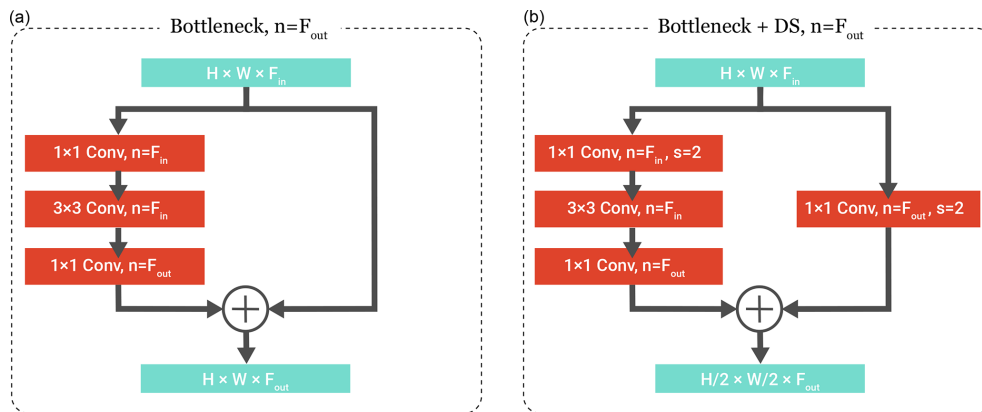 (a)
Bottleneck, n=Fout
H × W × Fin
1×1 Conv, n=Fin
3×3 Conv, n=Fin
1×1 Conv, n=Fout
H × W × Fout
(b)
Bottleneck + DS, n=Fout
H × W × Fin
1×1 Conv, n=Fin , s=2
3×3 Conv, n=Fin
1×1 Conv, n=Fout
1×1 Conv, n=Fout , s=2
H/2 × W/2 × Fout